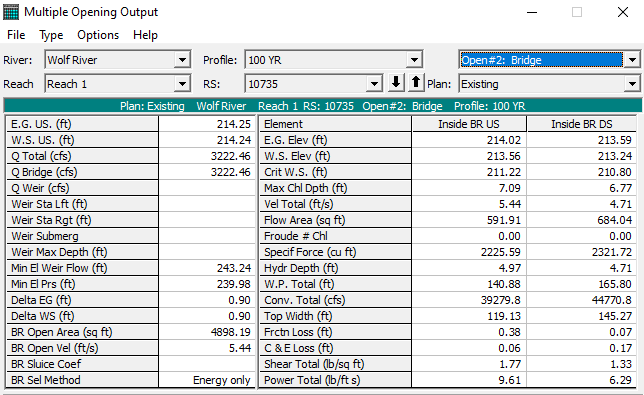 Multiple Opening Output
File Type Options Help
River: Wolf River Profile: 100 YR Open#2: Bridge
Reach Reach 1 RS: 10735 Plan: Existing
Plan: Existing Wolf River Reach 1 RS: 10735 Open#2: Bridge Profile: 100 YR
E.G. US. (ft) 214.25 Element Inside BR US Inside BR DS
W.S. US. (ft) 214.24 E.G. Elev (ft) 214.02 213.59
Q Total (cfs) 3222.46 W.S. Elev (ft) 213.56 213.24
Q Bridge (cfs) 3222.46 Crit W.S. (ft) 211.22 210.80
Q Weir (cfs) Max Chl Dpth (ft) 7.09 6.77
Weir Sta Lft (ft) Vel Total (ft/s) 5.44 4.71
Weir Sta Rgt (ft) Flow Area (sq ft) 591.91 684.04
Weir Submerg Froude # Chl 0.00 0.00
Weir Max Depth (ft) Specif Force (cu ft) 2225.59 2321.72
Min El Weir Flow (ft) 243.24 Hydr Depth (ft) 4.97 4.71
Min El Prs (ft) 239.98 W.P. Total (ft) 140.88 165.80
Delta EG (ft) 0.90 Conv. Total (cfs) 39279.8 44770.8
Delta WS (ft) 0.90 Top Width (ft) 119.13 145.27
BR Open Area (sq ft) 4898.19 Frctn Loss (ft) 0.38 0.07
BR Open Vel (ft/s) 5.44 C & E Loss (ft) 0.06 0.17
BR Sluice Coef Shear Total (lb/sq ft) 1.77 1.33
BR Sel Method Energy only Power Total (lb/ft s) 9.61 6.29